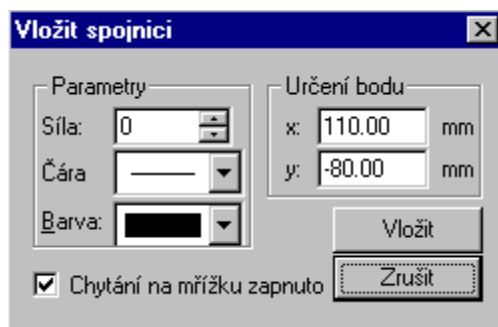 Vložit spojnici
Parametry
Síla: 0
Čára
Barva:
Určení bodu
x: 110.00 mm
y: -80.00 mm
Vložit
Chytání na mřížku zapnuto
Zrušit